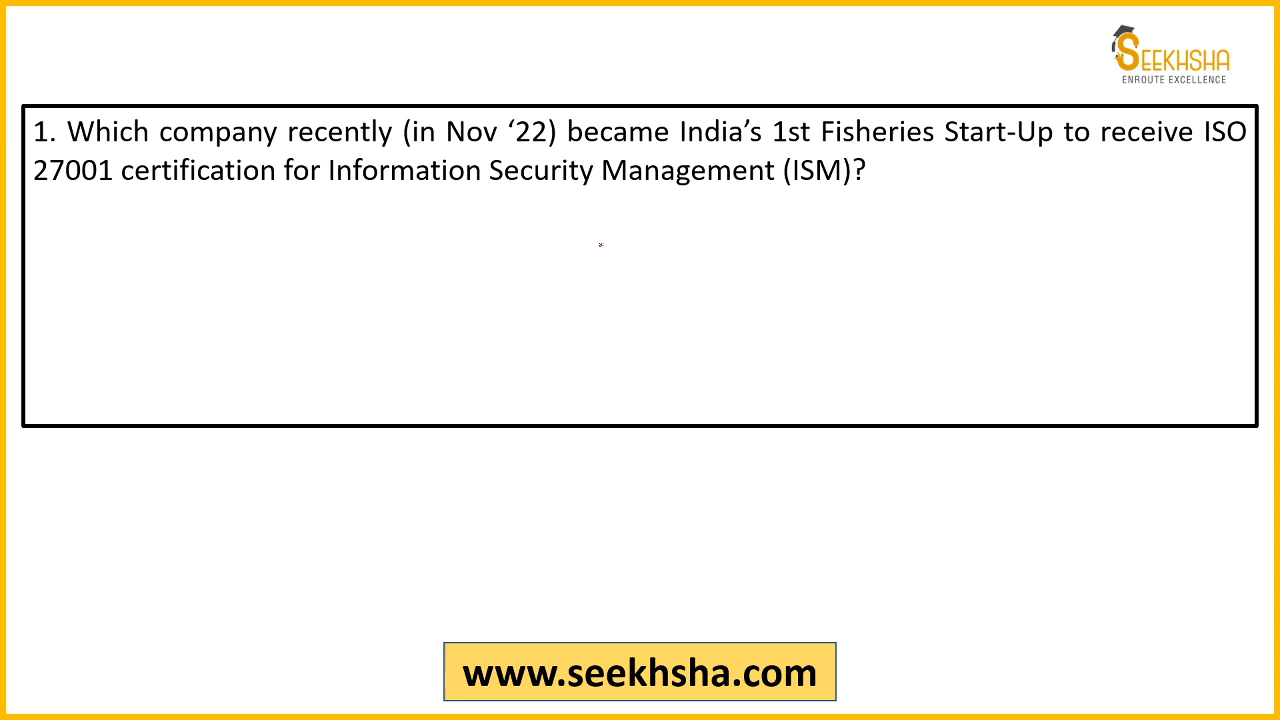 SEEKHSHA
ENROUTE EXCELLENCE
1. Which company recently (in Nov ‘22) became India’s 1st Fisheries Start-Up to receive ISO
27001 certification for Information Security Management (ISM)?
www.seekhsha.com